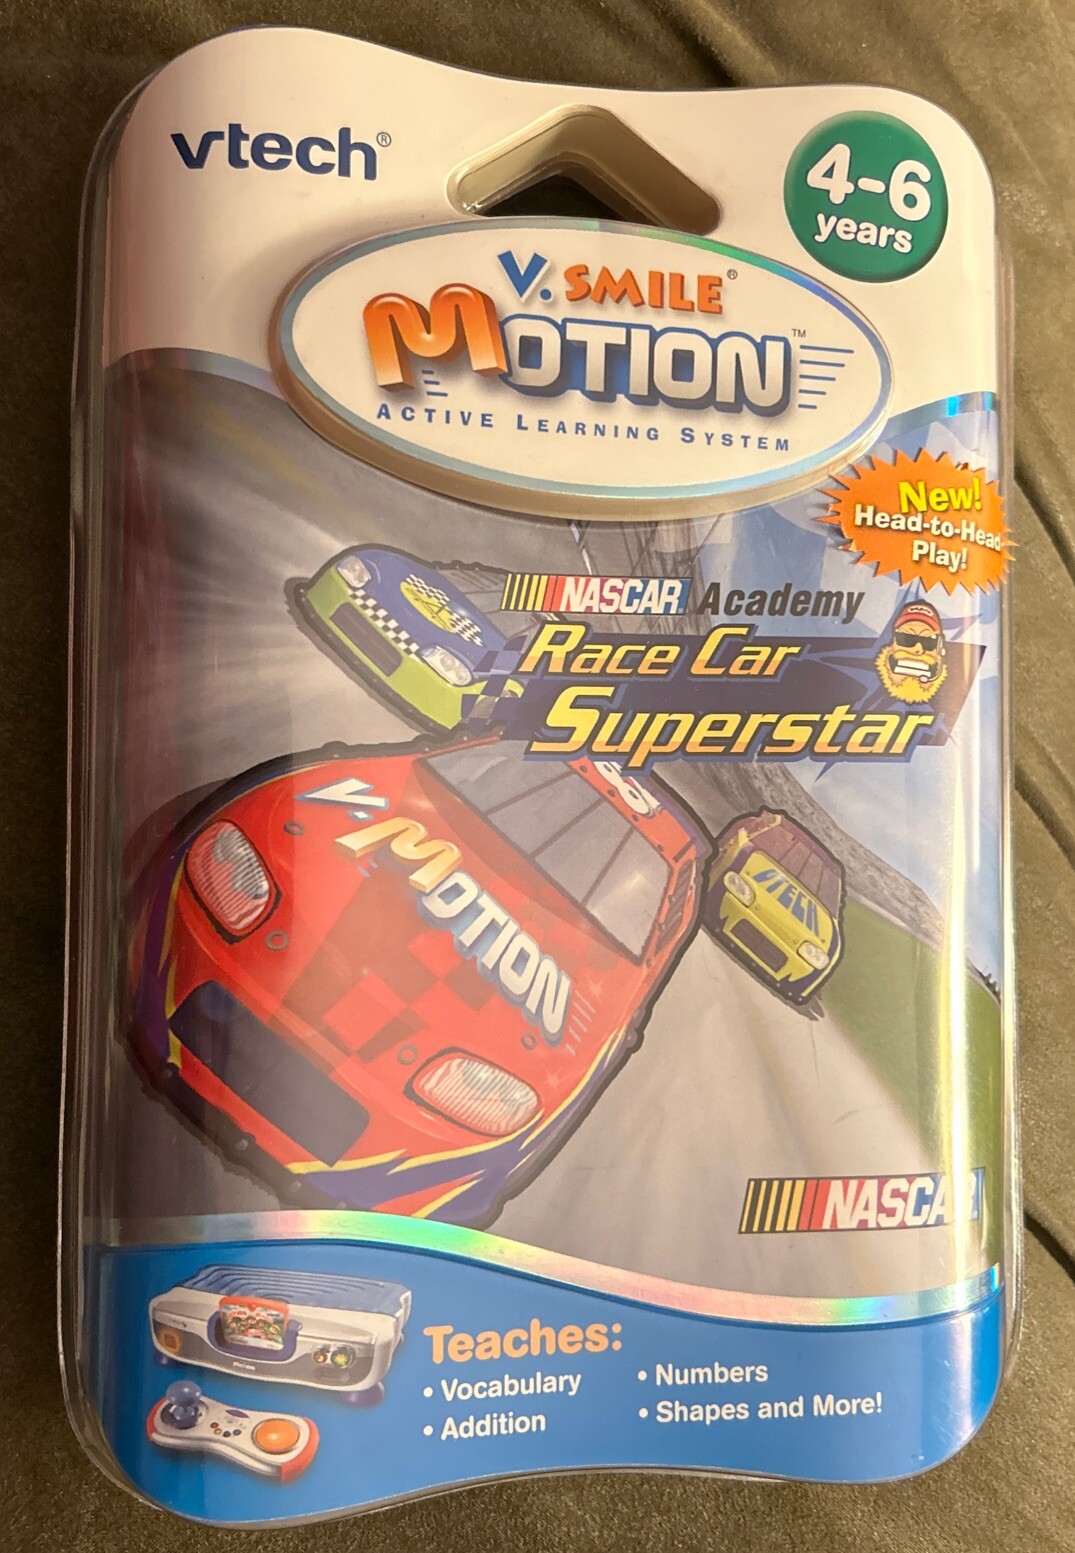 vtech®
4-6
years
V.SMILE®
MOTION™
ACTIVE LEARNING SYSTEM
New!
Head-to-Head
Play!
NASCAR Academy
Race Car
Superstar
V.MOTION
VTECH
NASCAR
Teaches:
• Vocabulary
• Addition
• Numbers
• Shapes and More!